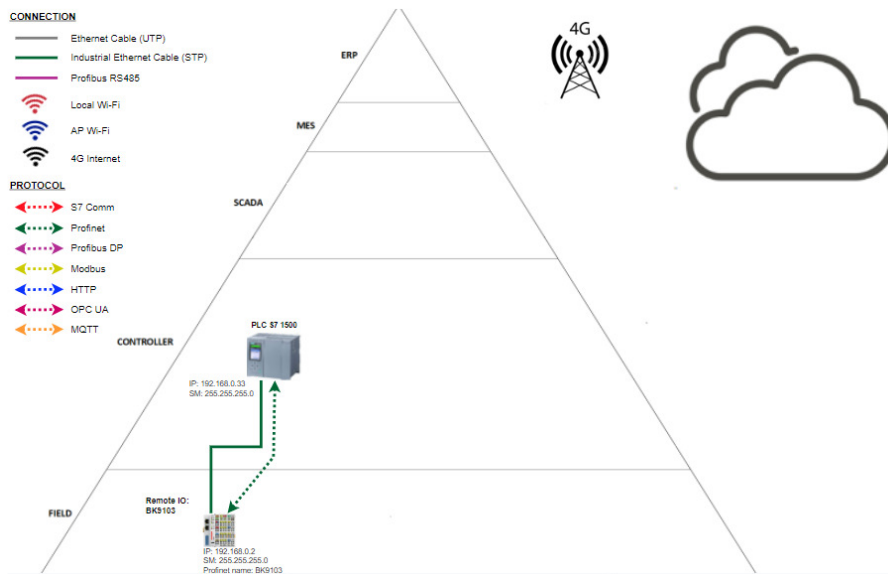 CONNECTION
Ethernet Cable (UTP)
Industrial Ethernet Cable (STP)
Profibus RS485
Local Wi-Fi
AP Wi-Fi
4G Internet
PROTOCOL
S7 Comm
Profinet
Profibus DP
Modbus
HTTP
OPC UA
MQTT
ERP
MES
SCADA
CONTROLLER
FIELD
4G
PLC S7 1500
IP: 192.168.0.33
SM: 255.255.255.0
Remote IO:
BK9103
IP: 192.168.0.2
SM: 255.255.255.0
Profinet name: BK9103